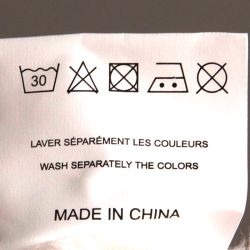 30
LAVER SÉPARÉMENT LES COULEURS
WASH SEPARATELY THE COLORS
MADE IN CHINA